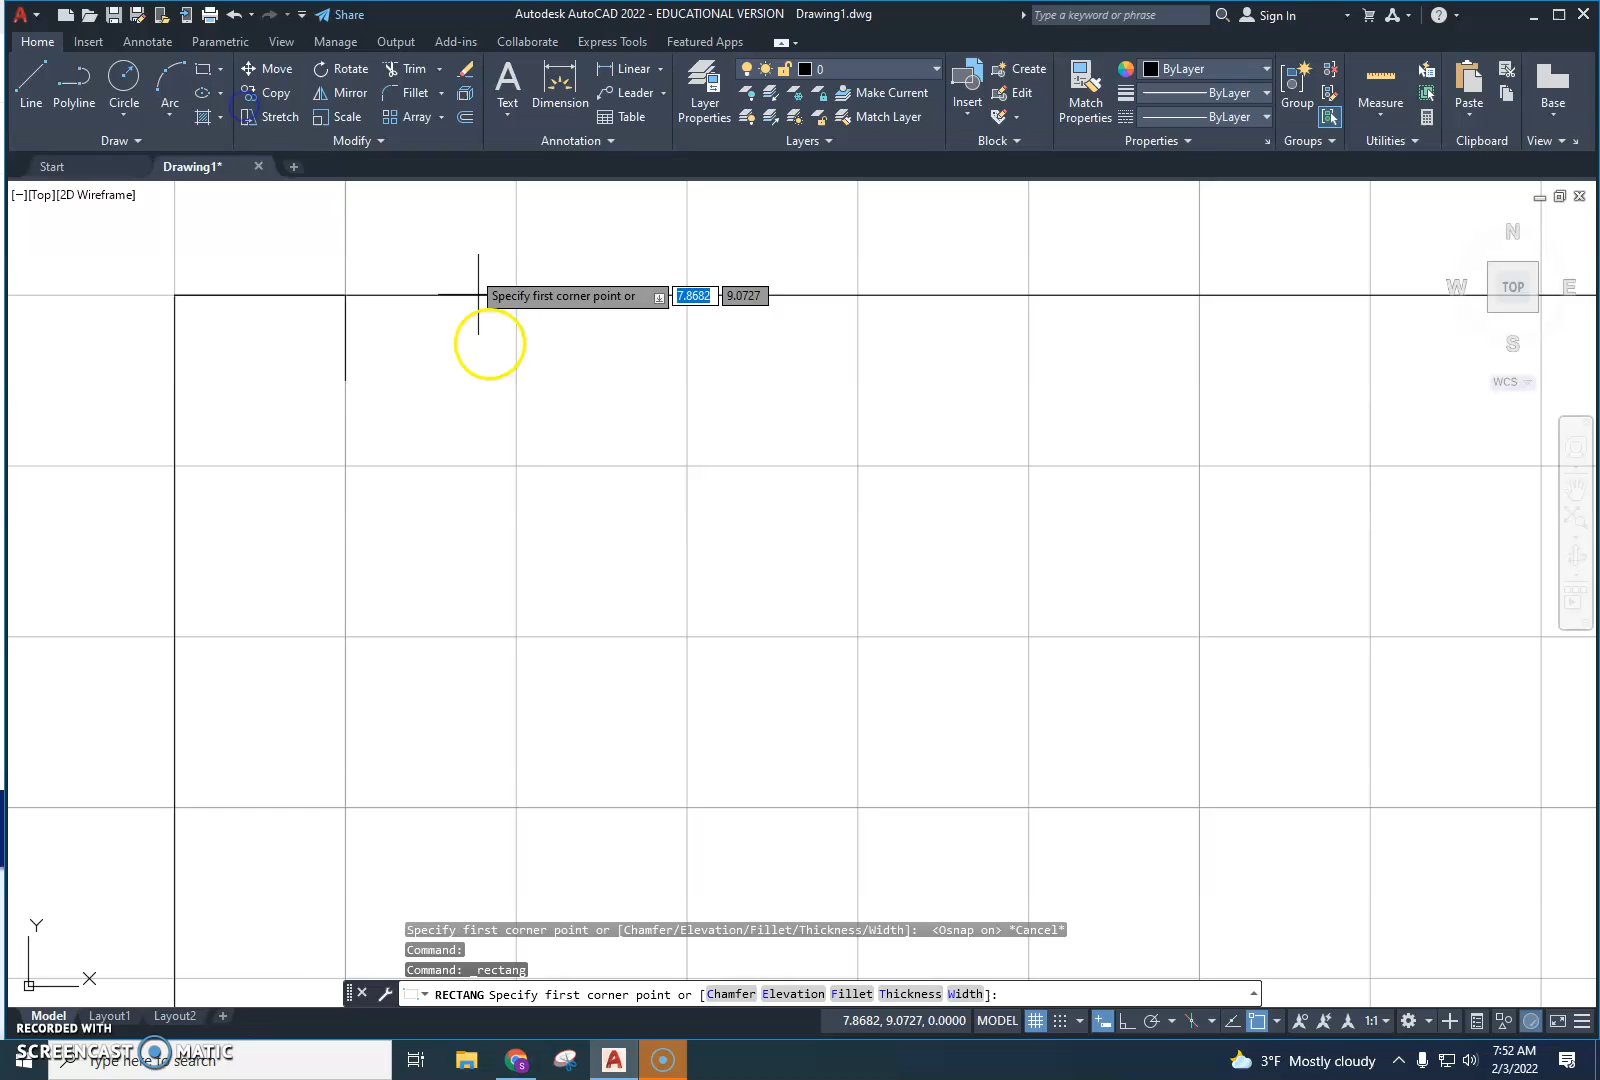 Share
Autodesk AutoCAD 2022 - EDUCATIONAL VERSION Drawing1.dwg
Type a keyword or phrase
Sign In
Home Insert Annotate Parametric View Manage Output Add-ins Collaborate Express Tools Featured Apps
Line Polyline Circle Arc
Move Rotate Trim
Copy Mirror Fillet
Stretch Scale Array
Text Dimension
Linear
Leader
Table
Layer Properties
0
Make Current
Match Layer
Insert
Create
Edit
Match Properties
ByLayer
ByLayer
ByLayer
Group
Measure
Paste
Base
Draw Modify Annotation Layers Block Properties Groups Utilities Clipboard View
Start Drawing1*
[−][Top][2D Wireframe]
N
W TOP E
S
WCS
Specify first corner point or 7.8682 9.0727
Y
X
Specify first corner point or [Chamfer/Elevation/Fillet/Thickness/Width]: <Osnap on> *Cancel*
Command:
Command: _rectang
RECTANG Specify first corner point or [Chamfer Elevation Fillet Thickness Width]:
Model Layout1 Layout2
7.8682, 9.0727, 0.0000 MODEL 1:1
RECORDED WITH
SCREENCAST MATIC
Type here to search
3°F Mostly cloudy
7:52 AM
2/3/2022